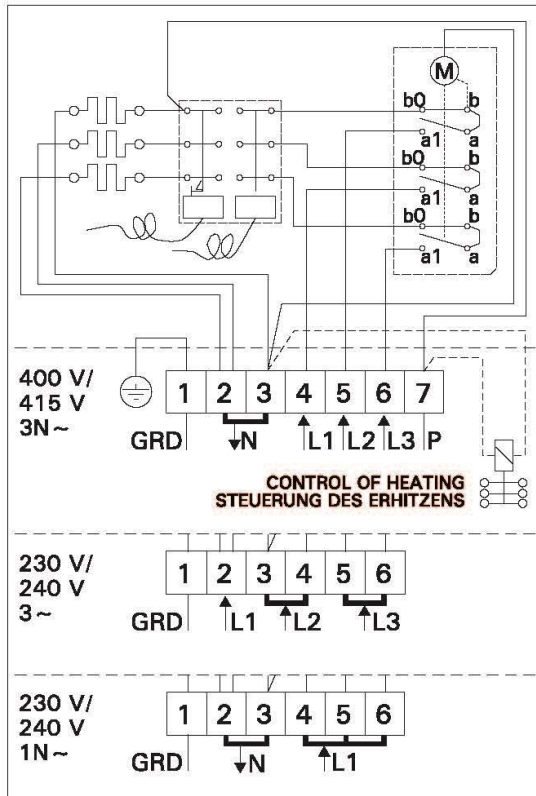 M
b0 b
a1 a
b0 b
a1 a
b0 b
a1 a
400 V/
415 V
3N~
1 2 3 4 5 6 7
GRD N L1 L2 L3 P
CONTROL OF HEATING
STEUERUNG DES ERHITZENS
230 V/
240 V
3~
1 2 3 4 5 6
GRD L1 L2 L3
230 V/
240 V
1N~
1 2 3 4 5 6
GRD N L1